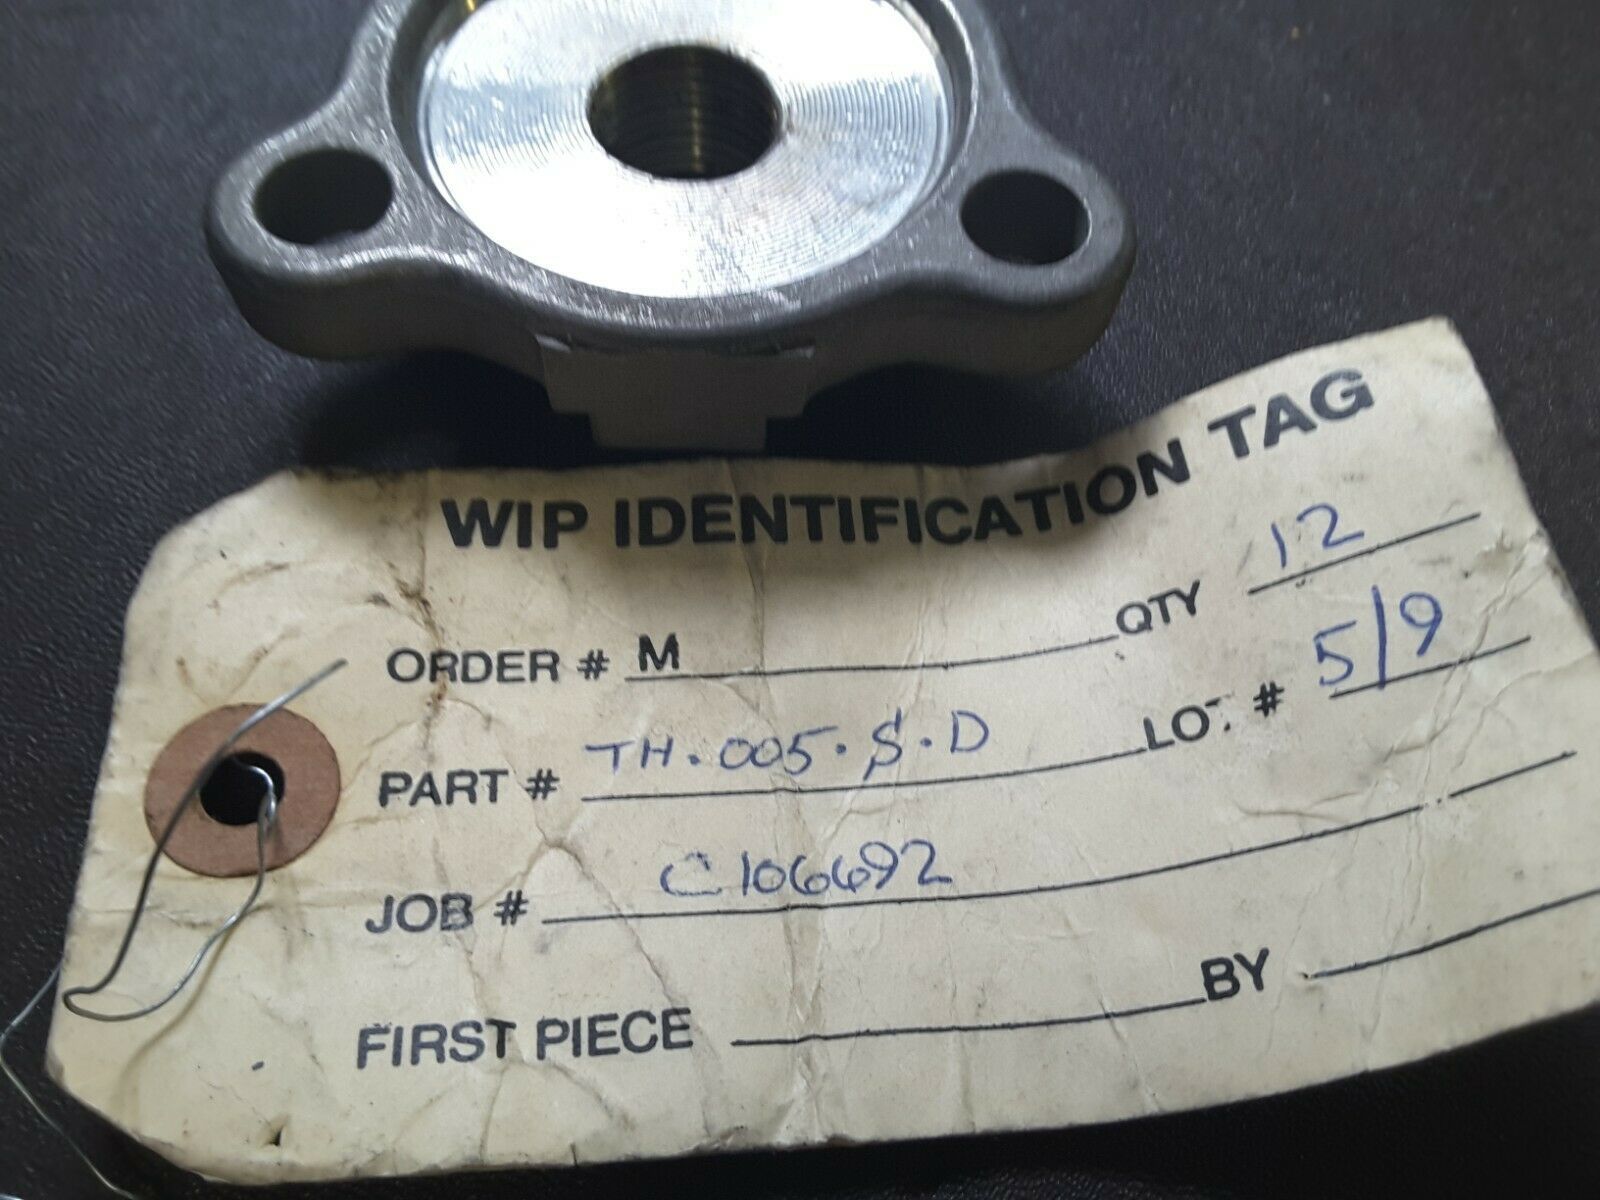 WIP IDENTIFICATION TAG
ORDER # M QTY 12
PART # TH.005.S.D LOT # 5/9
JOB # C106692
FIRST PIECE BY